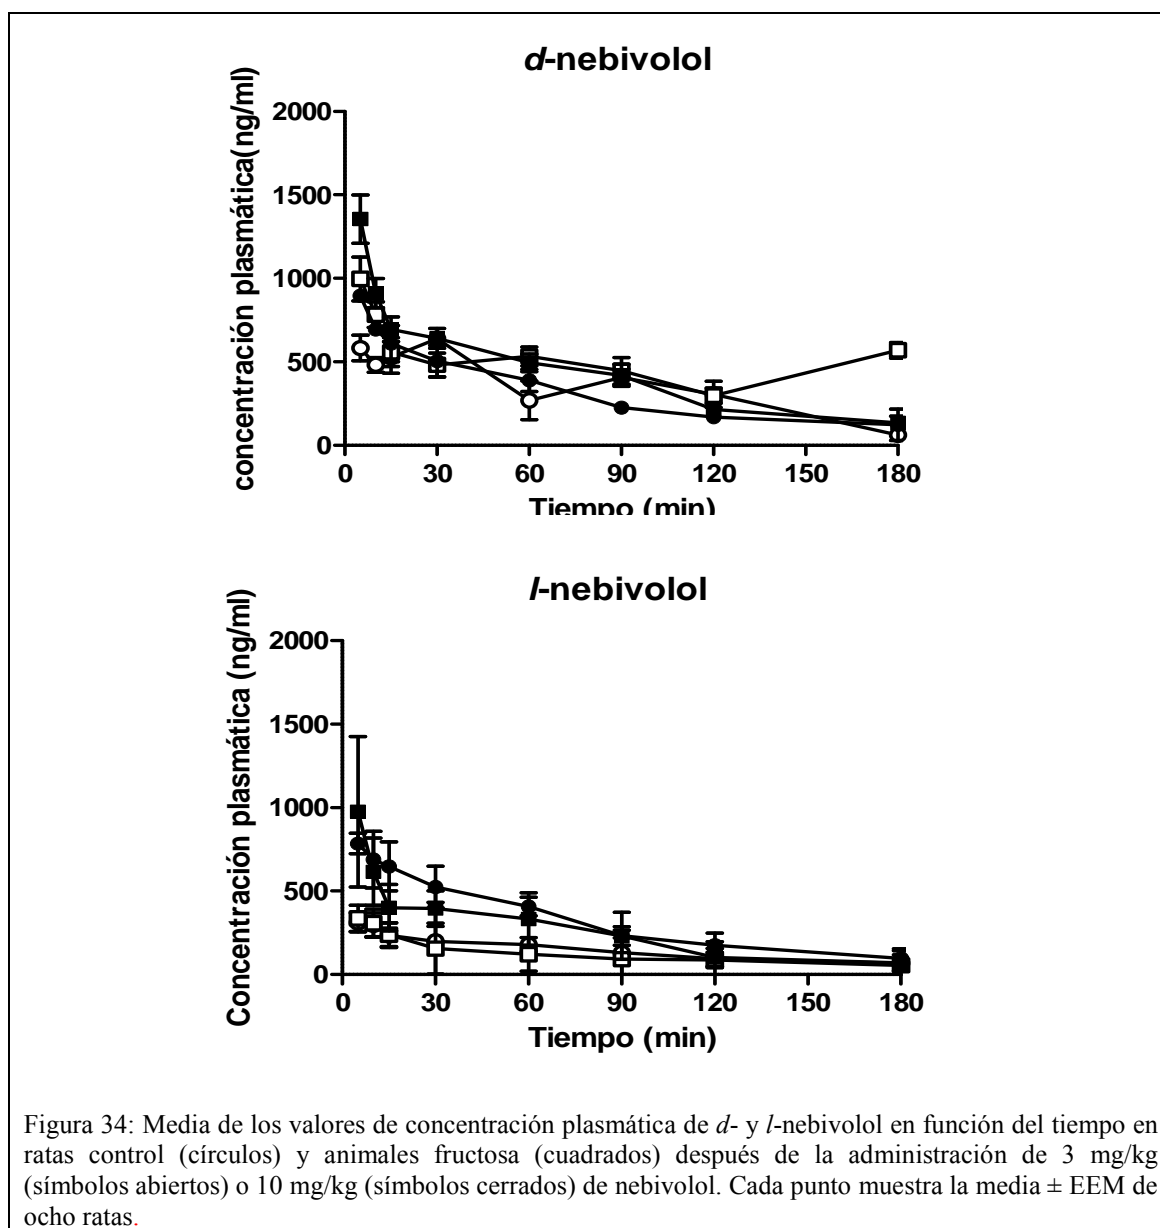 d-nebivolol
concentración plasmática(ng/ml)
2000
1500
1000
500
0
0 30 60 90 120 150 180
Tiempo (min)
l-nebivolol
Concentración plasmática (ng/ml)
2000
1500
1000
500
0
0 30 60 90 120 150 180
Tiempo (min)
Figura 34: Media de los valores de concentración plasmática de d- y l-nebivolol en función del tiempo en
ratas control (círculos) y animales fructosa (cuadrados) después de la administración de 3 mg/kg
(símbolos abiertos) o 10 mg/kg (símbolos cerrados) de nebivolol. Cada punto muestra la media ± EEM de
ocho ratas.